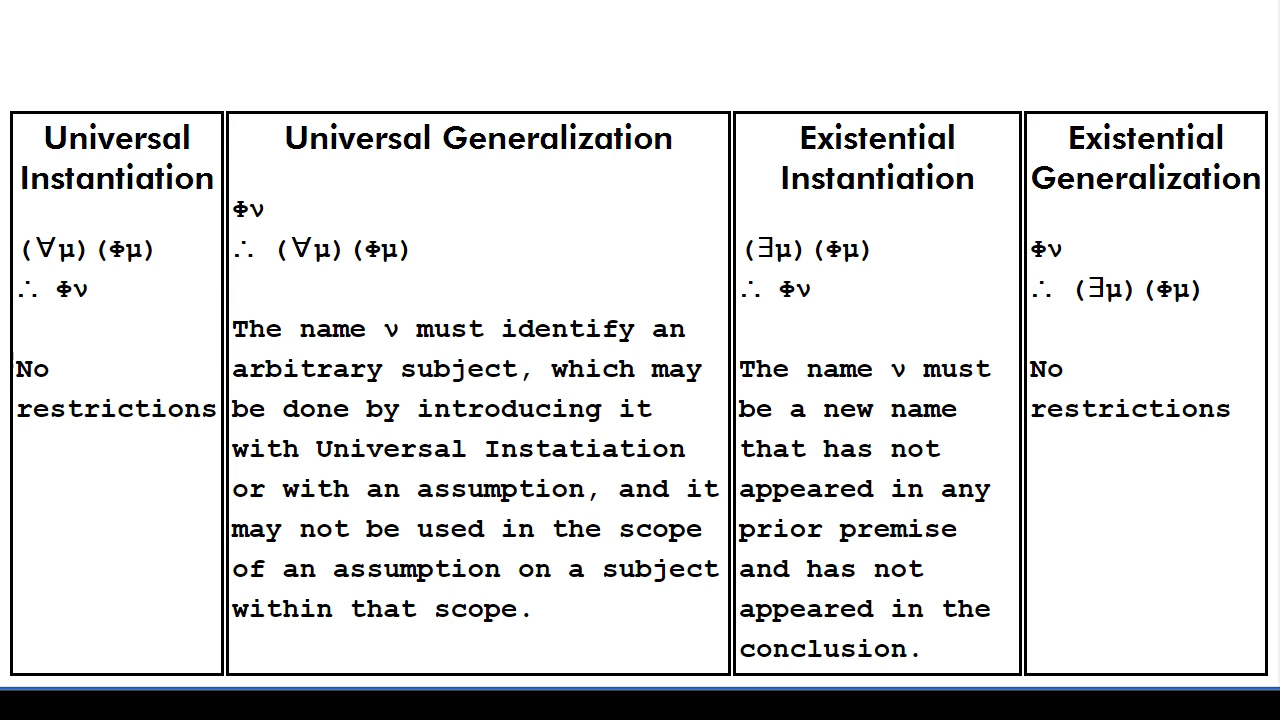 Universal
Instantiation
(∀μ)(Φμ)
∴ Φν
No
restrictions
Universal Generalization
Φν
∴ (∀μ)(Φμ)
The name ν must identify an
arbitrary subject, which may
be done by introducing it
with Universal Instatiation
or with an assumption, and it
may not be used in the scope
of an assumption on a subject
within that scope.
Existential
Instantiation
(∃μ)(Φμ)
∴ Φν
The name ν must
be a new name
that has not
appeared in any
prior premise
and has not
appeared in the
conclusion.
Existential
Generalization
Φν
∴ (∃μ)(Φμ)
No
restrictions